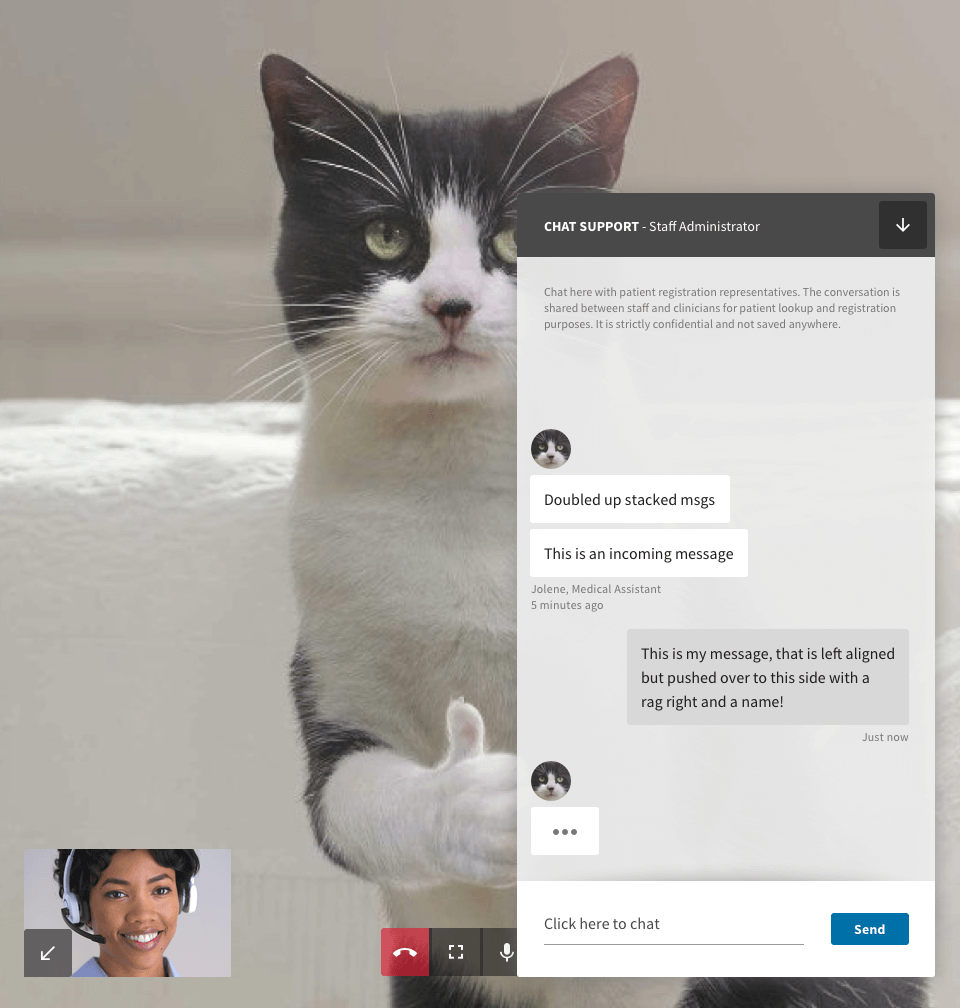 CHAT SUPPORT - Staff Administrator
Chat here with patient registration representatives. The conversation is
shared between staff and clinicians for patient lookup and registration
purposes. It is strictly confidential and not saved anywhere.
Doubled up stacked msgs
This is an incoming message
Jolene, Medical Assistant
5 minutes ago
This is my message, that is left aligned
but pushed over to this side with a
rag right and a name!
Just now
Click here to chat
Send